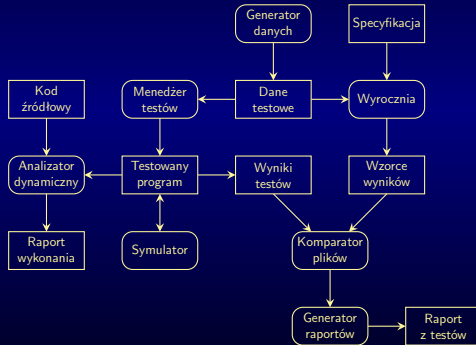 Generator
danych
Specyfikacja
Kod
źródłowy
Menedżer
testów
Dane
testowe
Wyrocznia
Analizator
dynamiczny
Testowany
program
Wyniki
testów
Wzorce
wyników
Raport
wykonania
Symulator
Komparator
plików
Generator
raportów
Raport
z testów